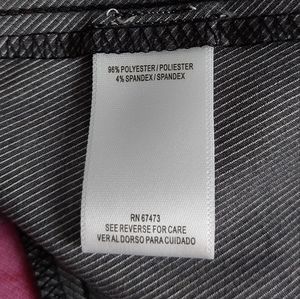 96% POLYESTER / POLIESTER
4% SPANDEX / SPANDEX
RN 67473
SEE REVERSE FOR CARE
VER AL DORSO PARA CUIDADO